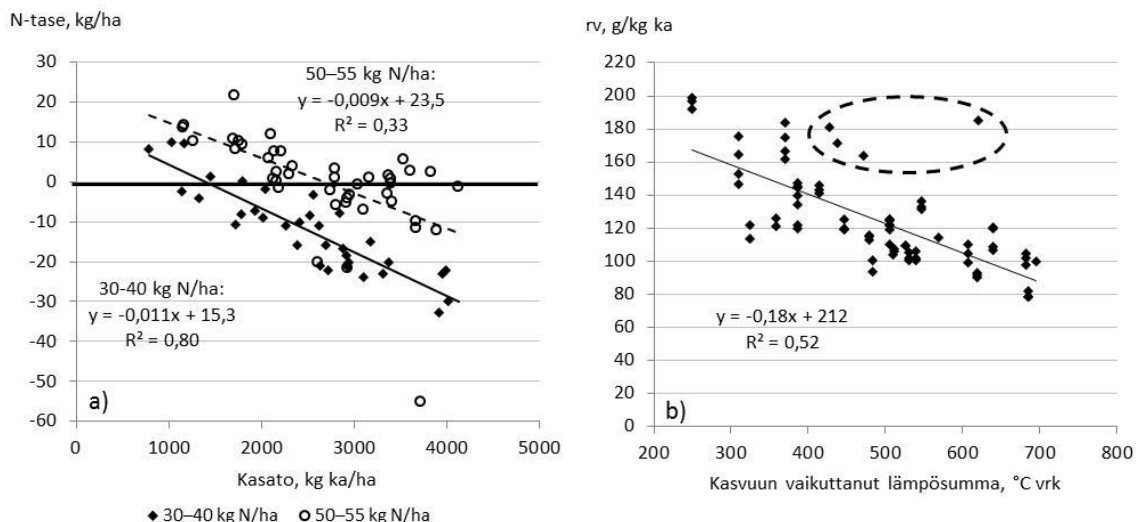 N-tase, kg/ha
30
20
10
0
-10
-20
-30
-40
-50
-60
50–55 kg N/ha:
y = -0,009x + 23,5
R² = 0,33
30-40 kg N/ha:
y = -0,011x + 15,3
R² = 0,80
a)
0 1000 2000 3000 4000 5000
Kasato, kg ka/ha
30–40 kg N/ha 50–55 kg N/ha
rv, g/kg ka
220
200
180
160
140
120
100
80
60
40
20
0
y = -0,18x + 212
R² = 0,52
b)
200 300 400 500 600 700 800
Kasvuun vaikuttanut lämpösumma, °C vrk